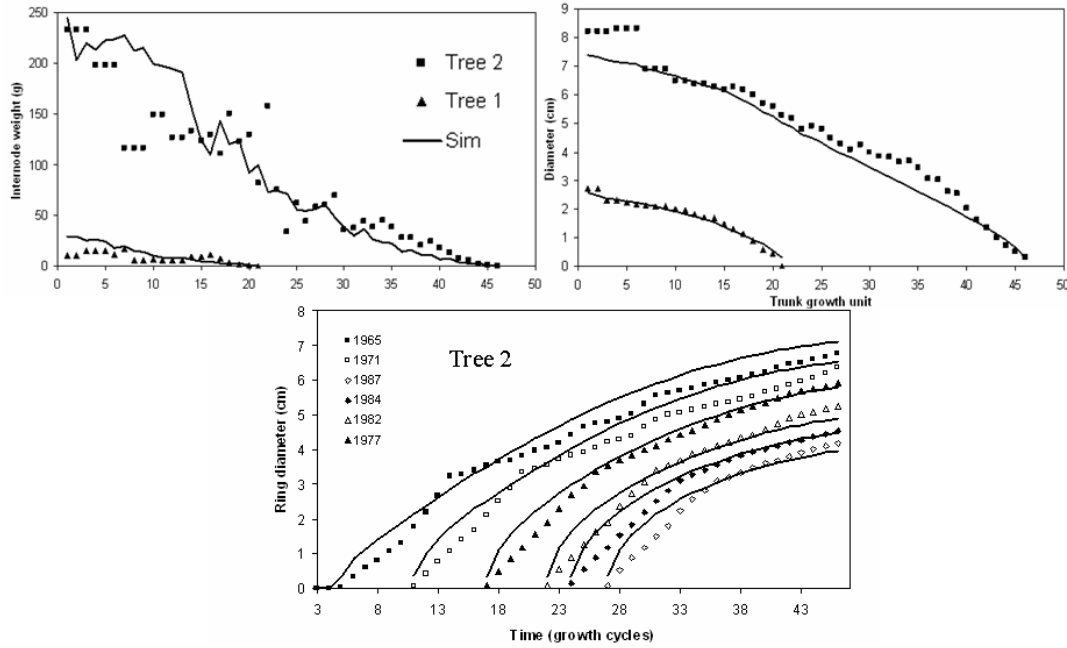 250
200
150
100
50
0
Internode weight (g)
Tree 2
Tree 1
Sim
0 5 10 15 20 25 30 35 40 45 50
9
8
7
6
5
4
3
2
1
0
Diameter (cm)
0 5 10 15 20 25 30 35 40 45 50
Trunk growth unit
8
7
6
5
4
3
2
1
0
Ring diameter (cm)
1965
1971
1987
1984
1982
1977
Tree 2
3 8 13 18 23 28 33 38 43
Time (growth cycles)